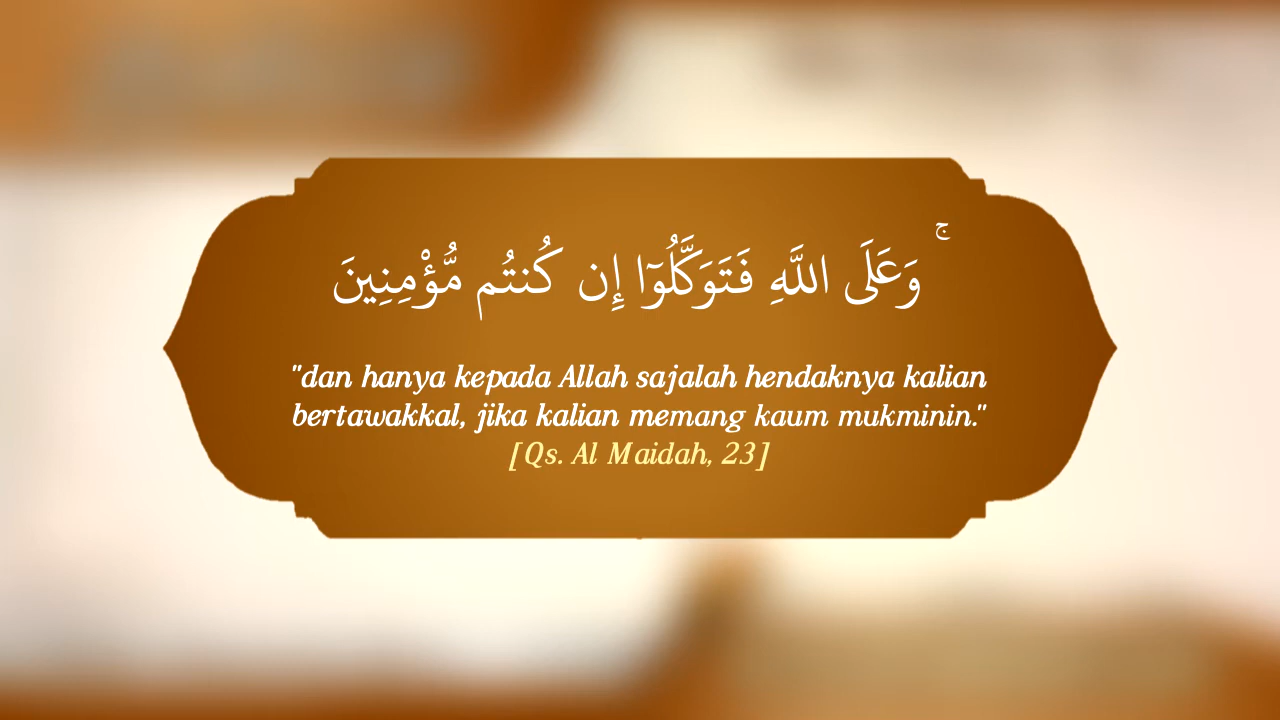 ۚ وَعَلَى اللَّهِ فَتَوَكَّلُوٓا إِن كُنتُم مُّؤْمِنِينَ
"dan hanya kepada Allah sajalah hendaknya kalian
bertawakkal, jika kalian memang kaum mukminin."
[Qs. Al Maidah, 23]